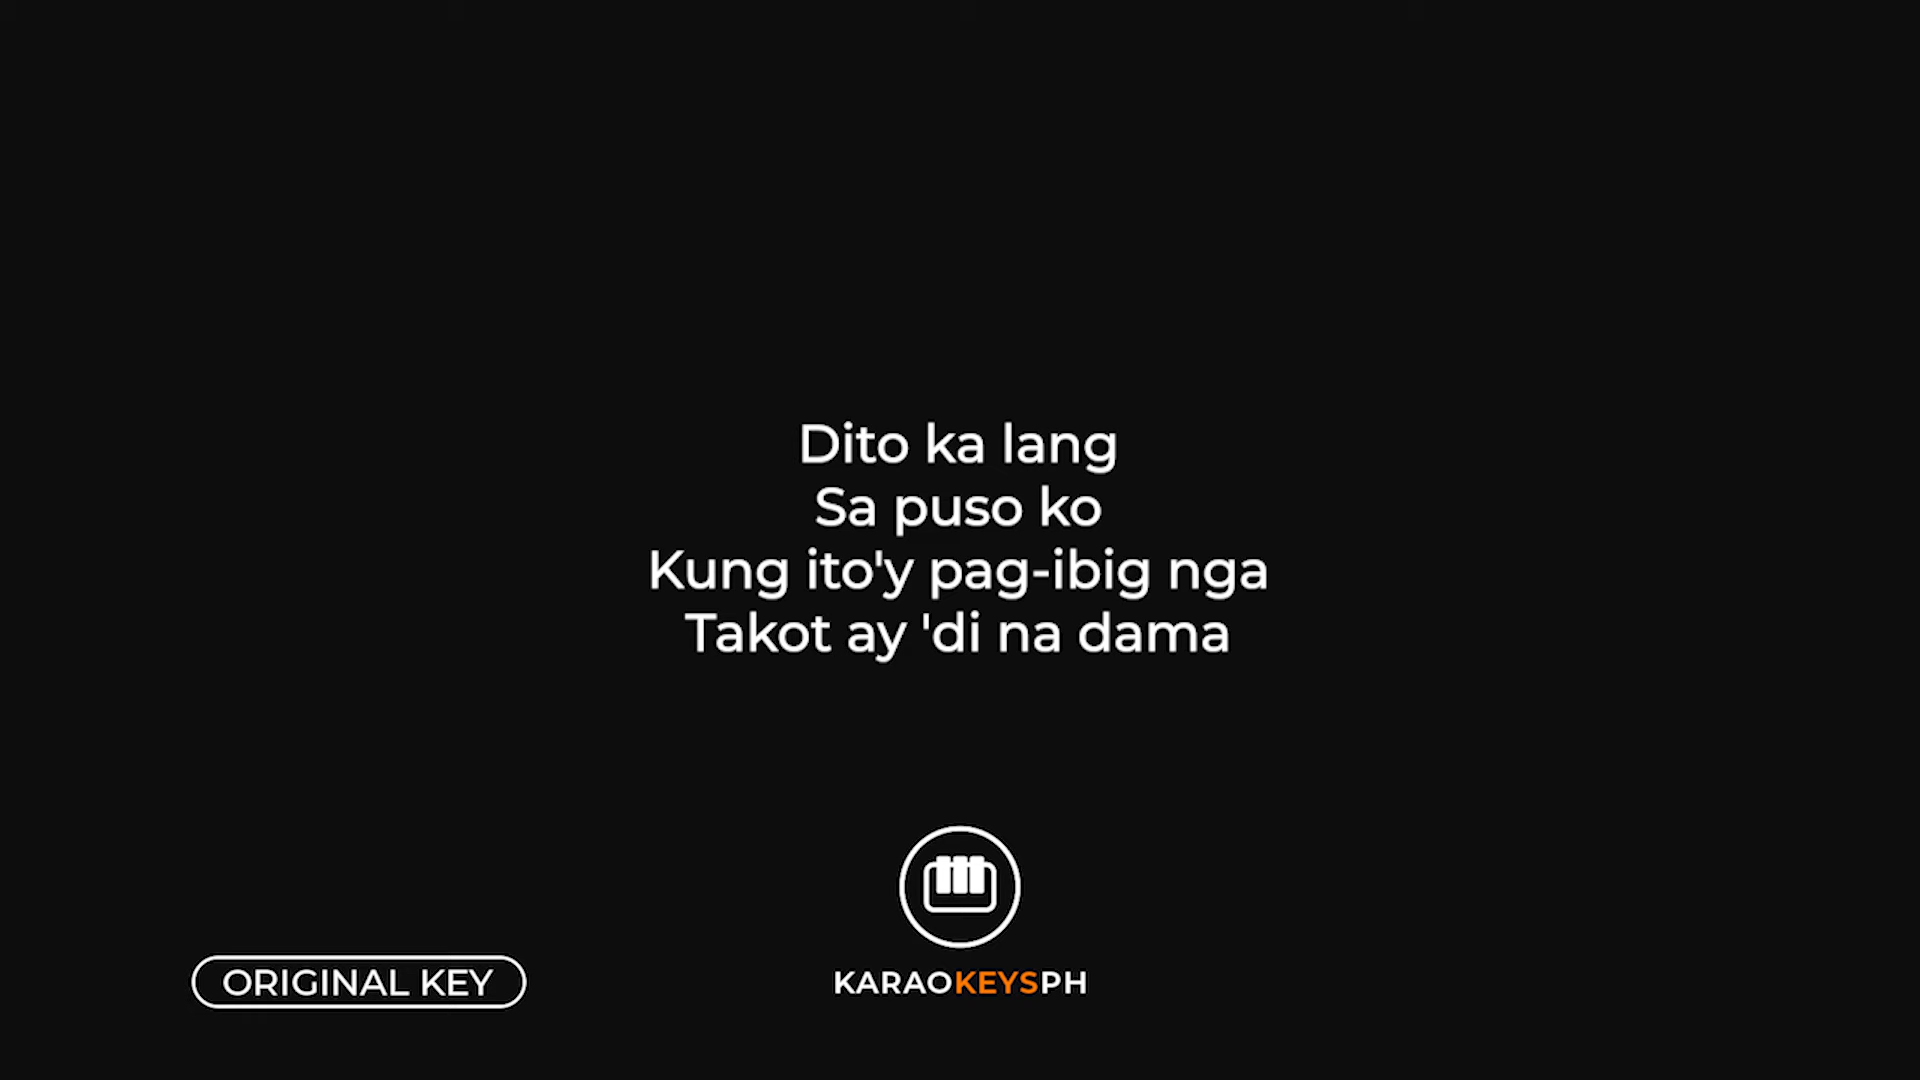 Dito ka lang
Sa puso ko
Kung ito'y pag-ibig nga
Takot ay 'di na dama
ORIGINAL KEY
KARAOKEYSPH